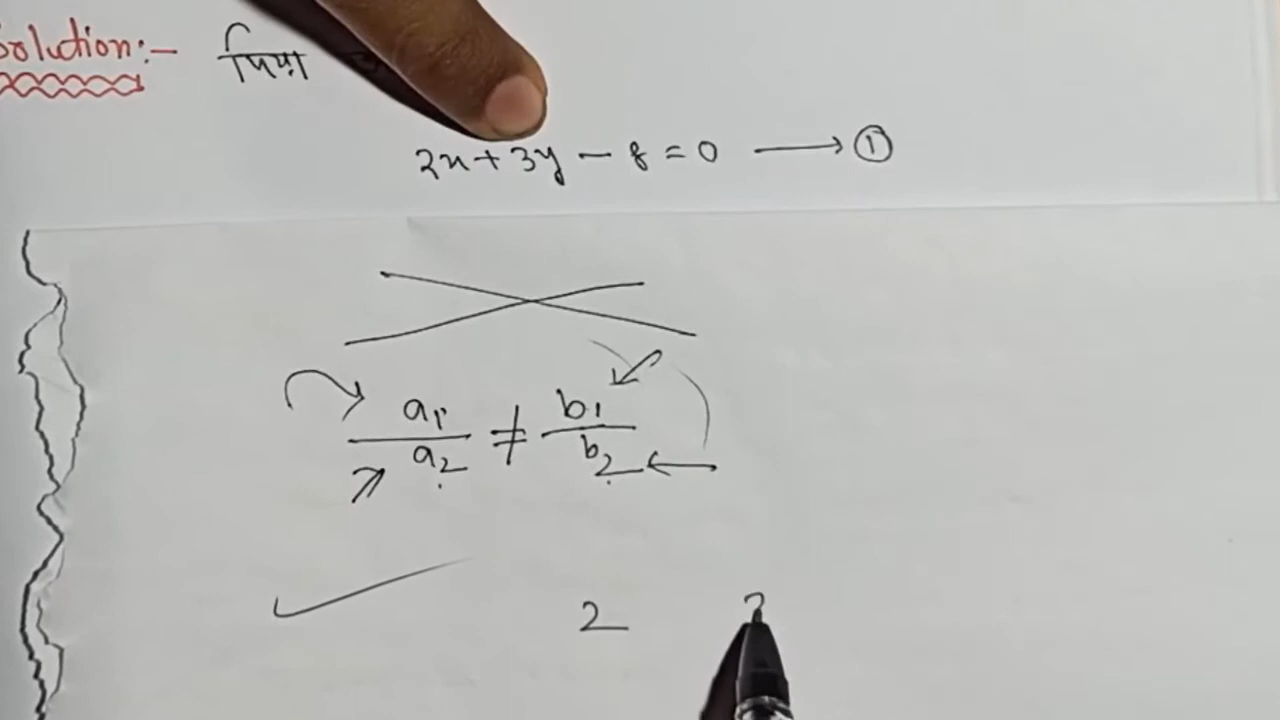 Solution:- दिया
2x + 3y - 8 = 0 ⟶ ①
a₁/a₂ ≠ b₁/b₂
2